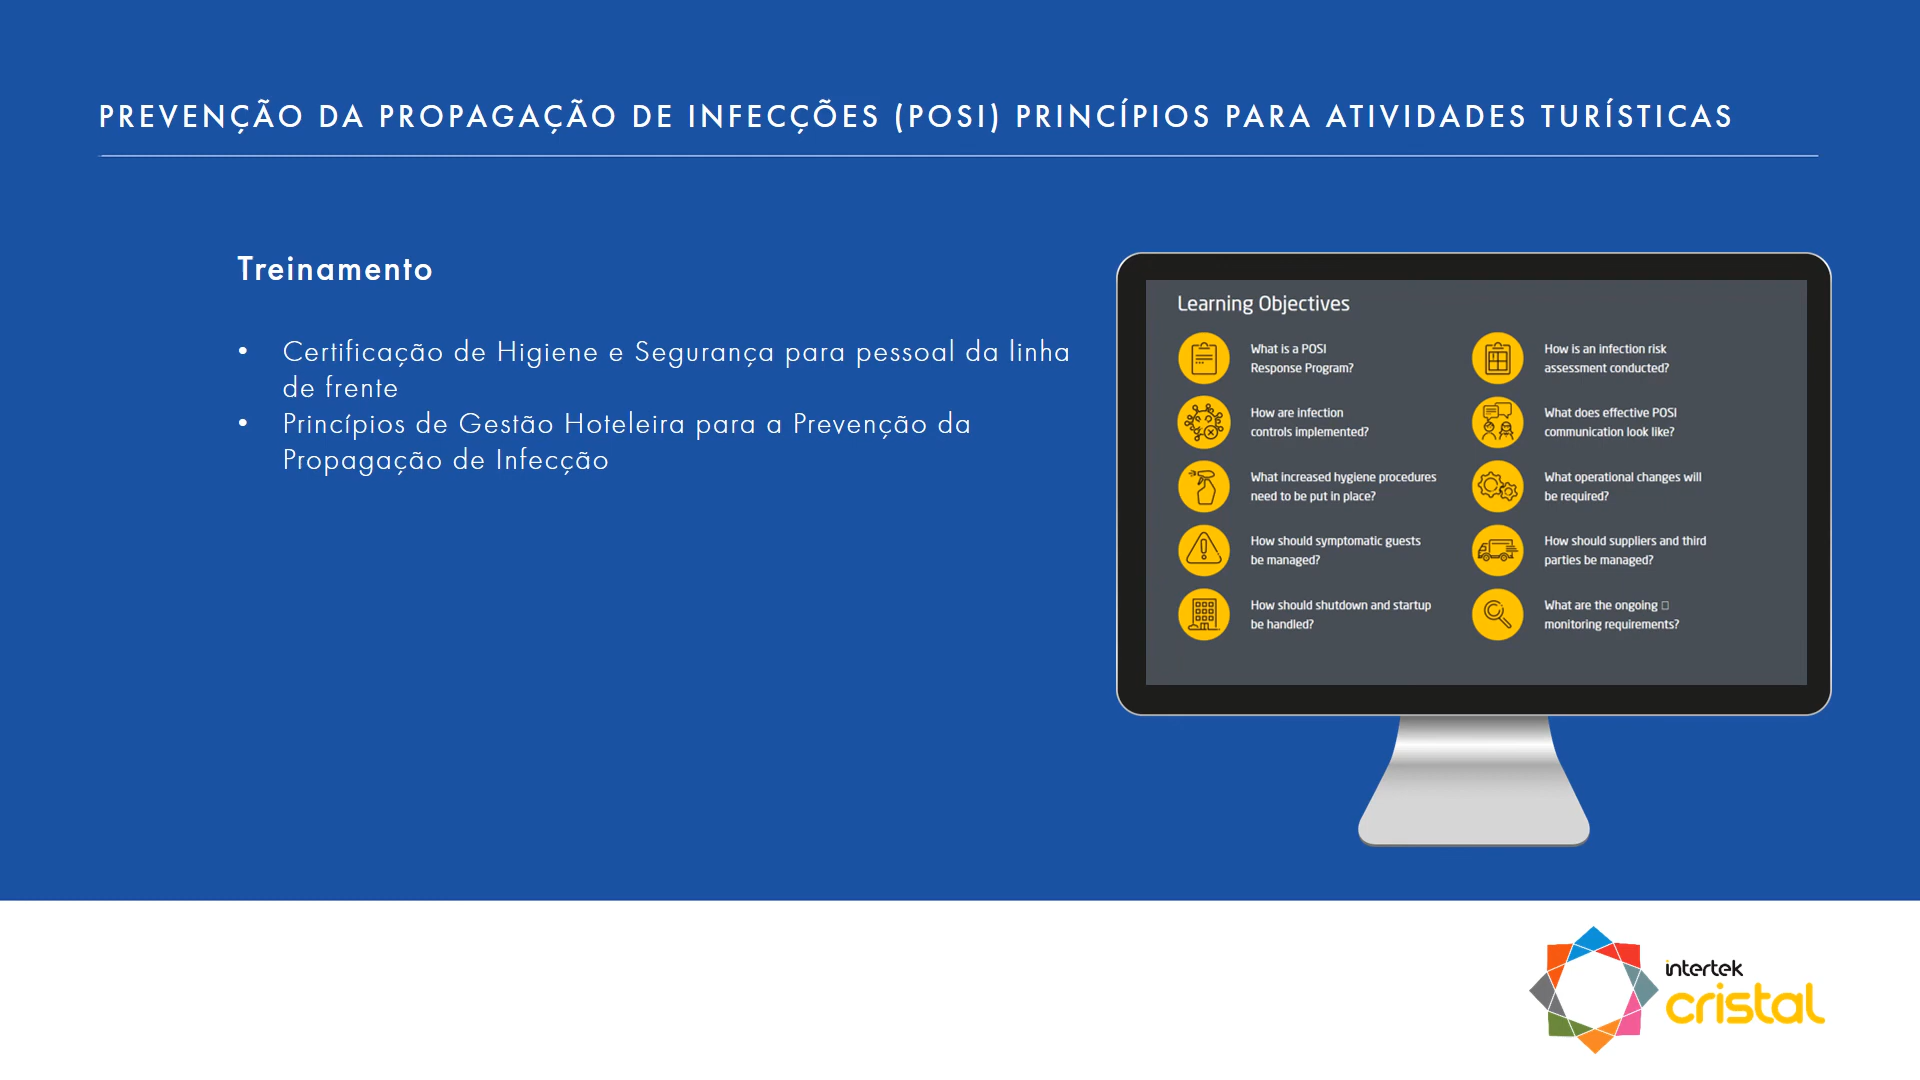 PREVENÇÃO DA PROPAGAÇÃO DE INFECÇÕES (POSI) PRINCÍPIOS PARA ATIVIDADES TURÍSTICAS
Treinamento
• Certificação de Higiene e Segurança para pessoal da linha
de frente
• Princípios de Gestão Hoteleira para a Prevenção da
Propagação de Infecção
Learning Objectives
What is a POSI
Response Program?
How is an infection risk
assessment conducted?
How are infection
controls implemented?
What does effective POSI
communication look like?
What increased hygiene procedures
need to be put in place?
What operational changes will
be required?
How should symptomatic guests
be managed?
How should suppliers and third
parties be managed?
How should shutdown and startup
be handled?
What are the ongoing
monitoring requirements?
intertek
cristal